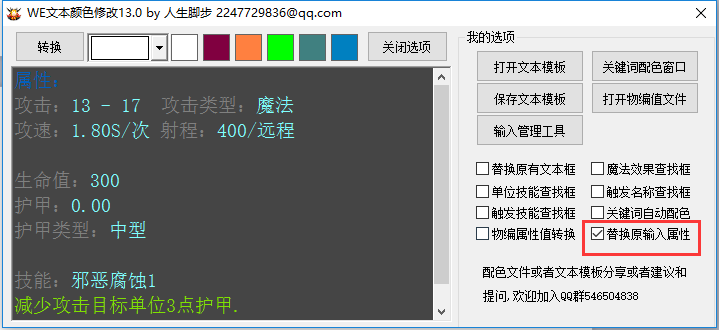 WE文本颜色修改13.0 by 人生脚步 2247729836@qq.com
转换
关闭选项
属性：
攻击：13 - 17  攻击类型：魔法
攻速：1.80S/次 射程：400/远程
生命值：300
护甲：0.00
护甲类型：中型
技能：邪恶腐蚀1
减少攻击目标单位3点护甲.
我的选项
打开文本模板 关键词配色窗口
保存文本模板 打开物编值文件
输入管理工具
替换原有文本框 魔法效果查找框
单位技能查找框 触发名称查找框
触发技能查找框 关键词自动配色
物编属性值转换 替换原输入属性
配色文件或者文本模板分享或者建议和
提问,欢迎加入QQ群546504838